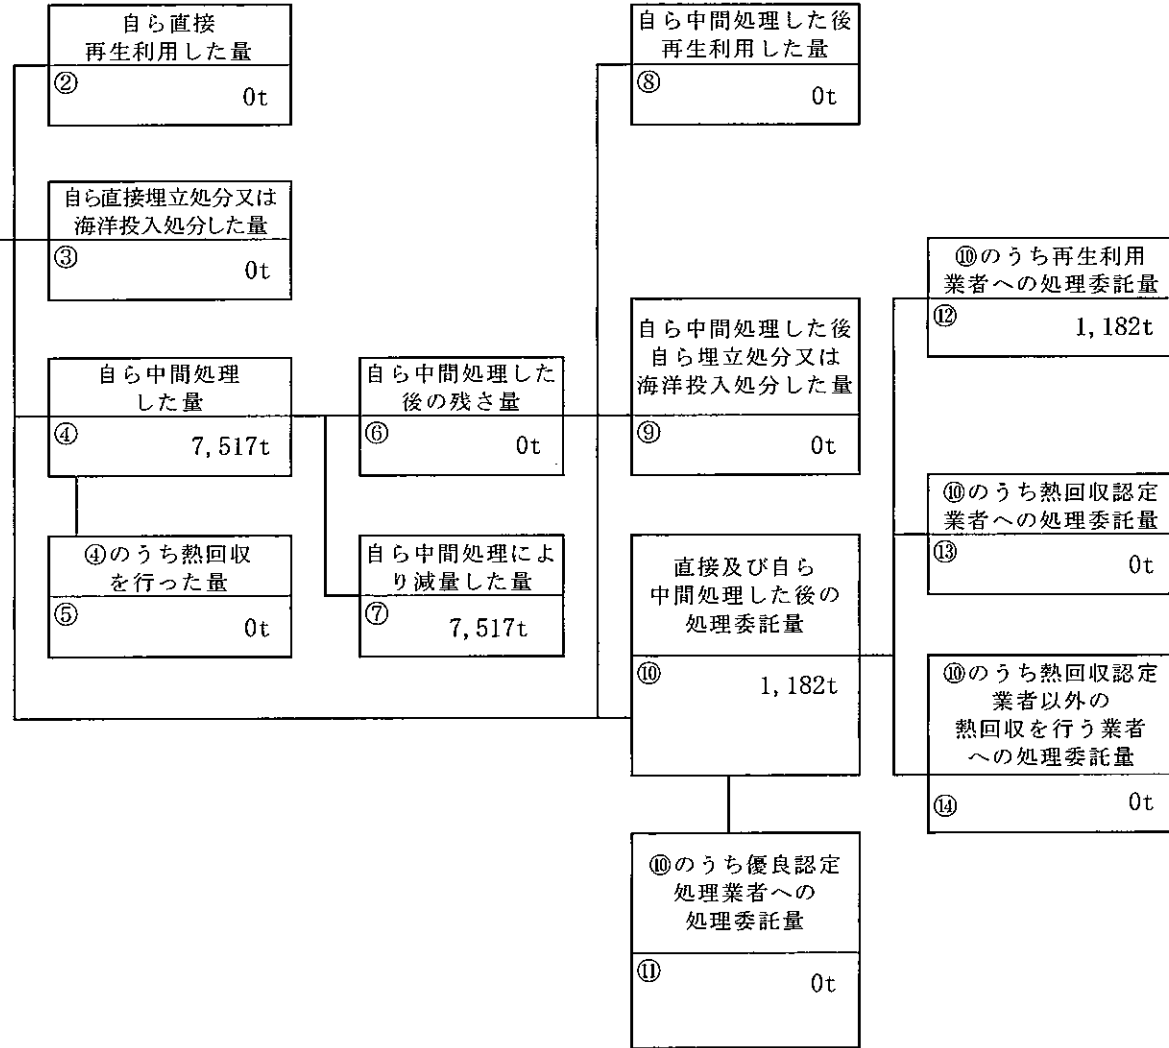 自ら直接
再生利用した量
②
0t
自ら直接埋立処分又は
海洋投入処分した量
③
0t
自ら中間処理
した量
④
7,517t
④のうち熱回収
を行った量
⑤
0t
自ら中間処理した
後の残さ量
⑥
0t
自ら中間処理によ
り減量した量
⑦
7,517t
自ら中間処理した後
再生利用した量
⑧
0t
自ら中間処理した後
自ら埋立処分又は
海洋投入処分した量
⑨
0t
直接及び自ら
中間処理した後の
処理委託量
⑩
1,182t
⑩のうち優良認定
処理業者への
処理委託量
⑪
0t
⑩のうち再生利用
業者への処理委託量
⑫
1,182t
⑩のうち熱回収認定
業者への処理委託量
⑬
0t
⑩のうち熱回収認定
業者以外の
熱回収を行う業者
への処理委託量
⑭
0t